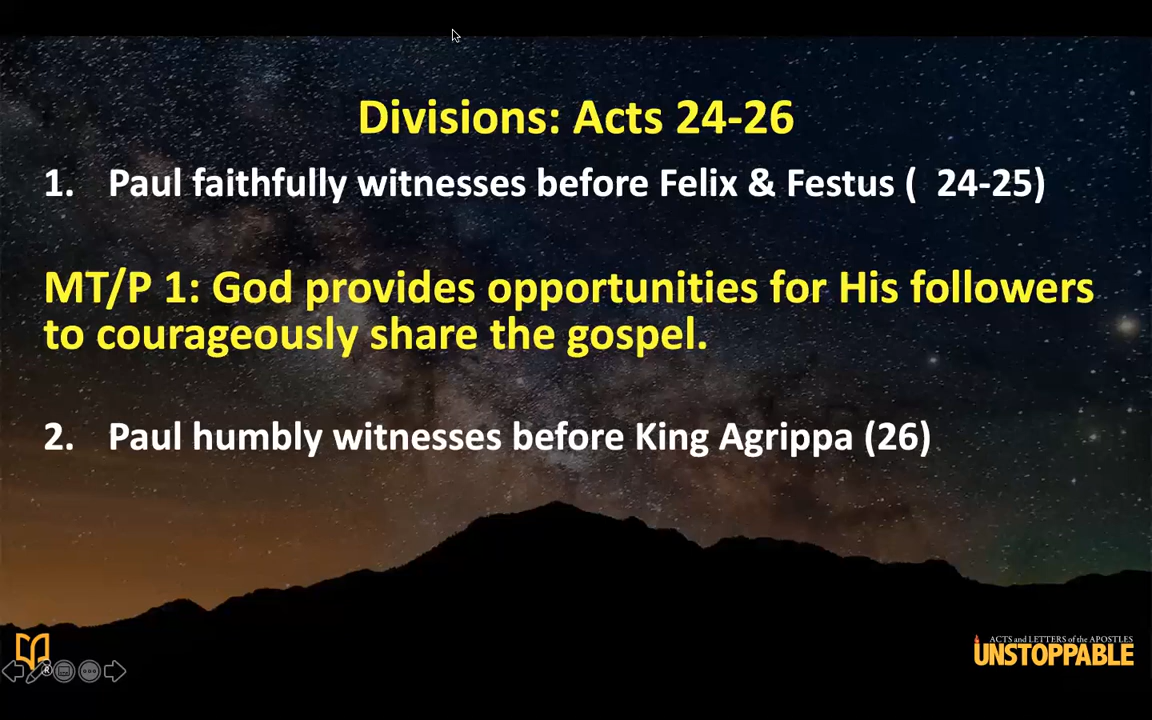 Divisions: Acts 24-26
1. Paul faithfully witnesses before Felix & Festus ( 24-25)
MT/P 1: God provides opportunities for His followers
to courageously share the gospel.
2. Paul humbly witnesses before King Agrippa (26)
®
ACTS and LETTERS of the APOSTLES
UNSTOPPABLE